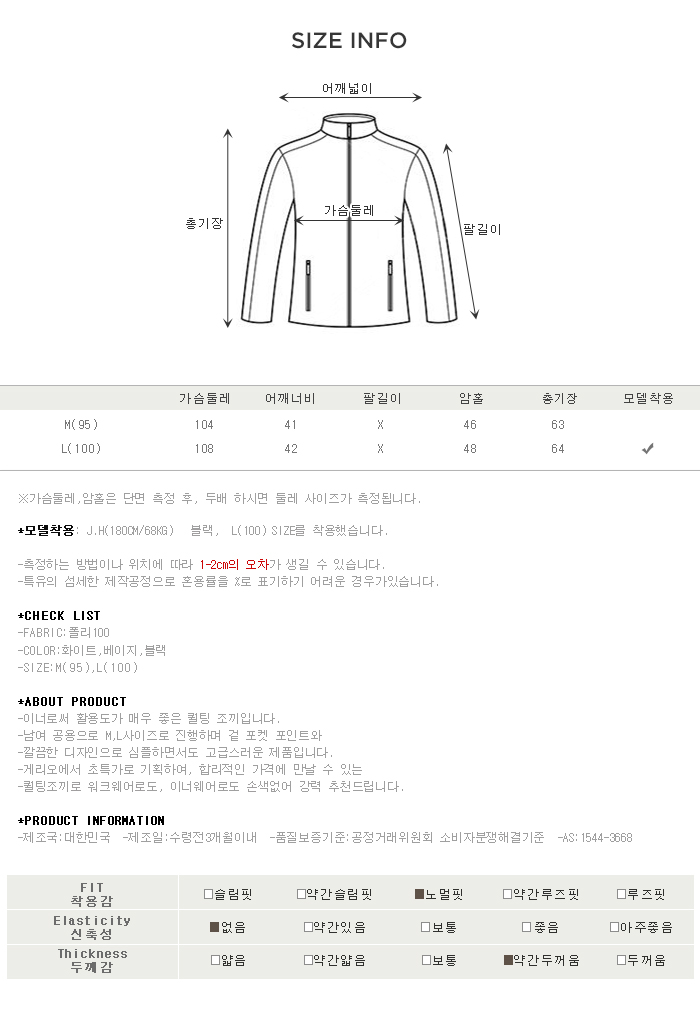 SIZE INFO
어깨넓이
총기장
가슴둘레
팔길이
가슴둘레 어깨너비 팔길이 암홀 총기장 모델착용
M(95) 104 41 X 46 63
L(100) 108 42 X 48 64
※가슴둘레,암홀은 단면 측정 후, 두배 하시면 둘레 사이즈가 측정됩니다.
*모델착용: J.H(180CM/68KG) 블랙, L(100)SIZE를 착용했습니다.
-측정하는 방법이나 위치에 따라 1-2cm의 오차가 생길 수 있습니다.
-특유의 섬세한 제작공정으로 혼용률을 %로 표기하기 어려운 경우가있습니다.
*CHECK LIST
-FABRIC:폴리100
-COLOR:화이트,베이지,블랙
-SIZE:M(95),L(100)
*ABOUT PRODUCT
-이너로써 활용도가 매우 좋은 퀼팅 조끼입니다.
-남여 공용으로 M,L사이즈로 진행하며 겉 포켓 포인트와
-깔끔한 디자인으로 심플하면서도 고급스러운 제품입니다.
-게리오에서 초특가로 기획하여, 합리적인 가격에 만날 수 있는
-퀼팅조끼로 워크웨어로도, 이너웨어로도 손색없어 강력 추천드립니다.
*PRODUCT INFORMATION
-제조국:대한민국 -제조일:수령전3개월이내 -품질보증기준:공정거래위원회 소비자분쟁해결기준 -AS:1544-3668
FIT
착용감
□슬림핏 □약간슬림핏 ■노멀핏 □약간루즈핏 □루즈핏
Elasticity
신축성
■없음 □약간있음 □보통 □좋음 □아주좋음
Thickness
두께감
□얇음 □약간얇음 □보통 ■약간두꺼움 □두꺼움